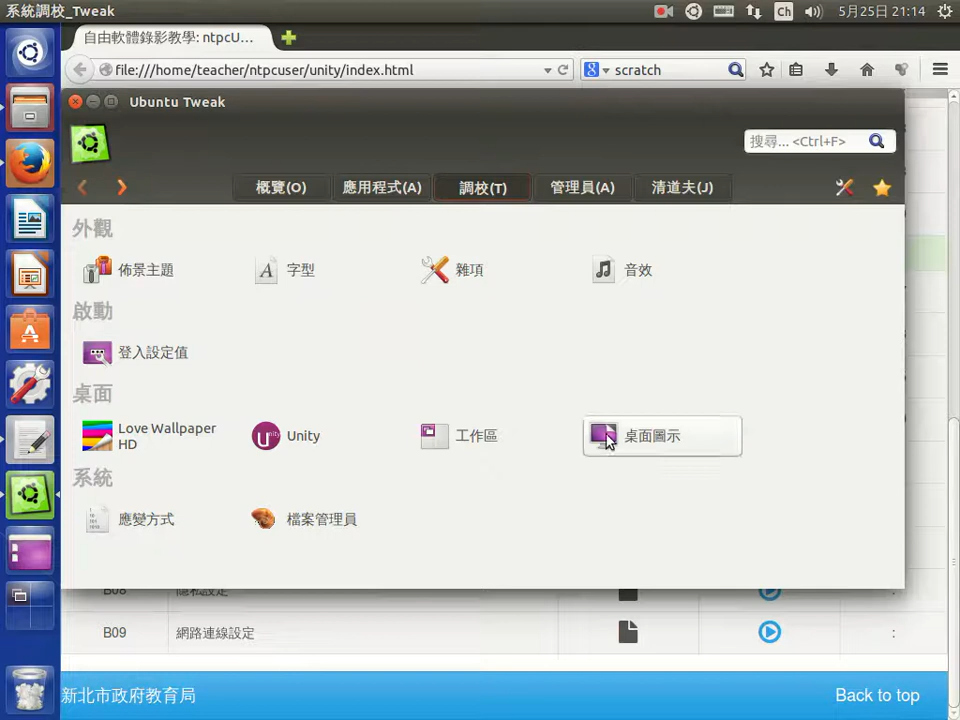 系統調校_Tweak
Ch
5月25日 21:14
自由軟體錄影教學: ntpcU...
file:///home/teacher/ntpcuser/unity/index.html
scratch
Ubuntu Tweak
搜尋... <Ctrl+F>
概覽(O)
應用程式(A)
調校(T)
管理員(A)
清道夫(J)
外觀
佈景主題
字型
雜項
音效
啟動
登入設定值
桌面
Love Wallpaper
HD
Unity
工作區
桌面圖示
系統
應變方式
檔案管理員
B08
隱私設定
B09
網路連線設定
:
新北市政府教育局
Back to top